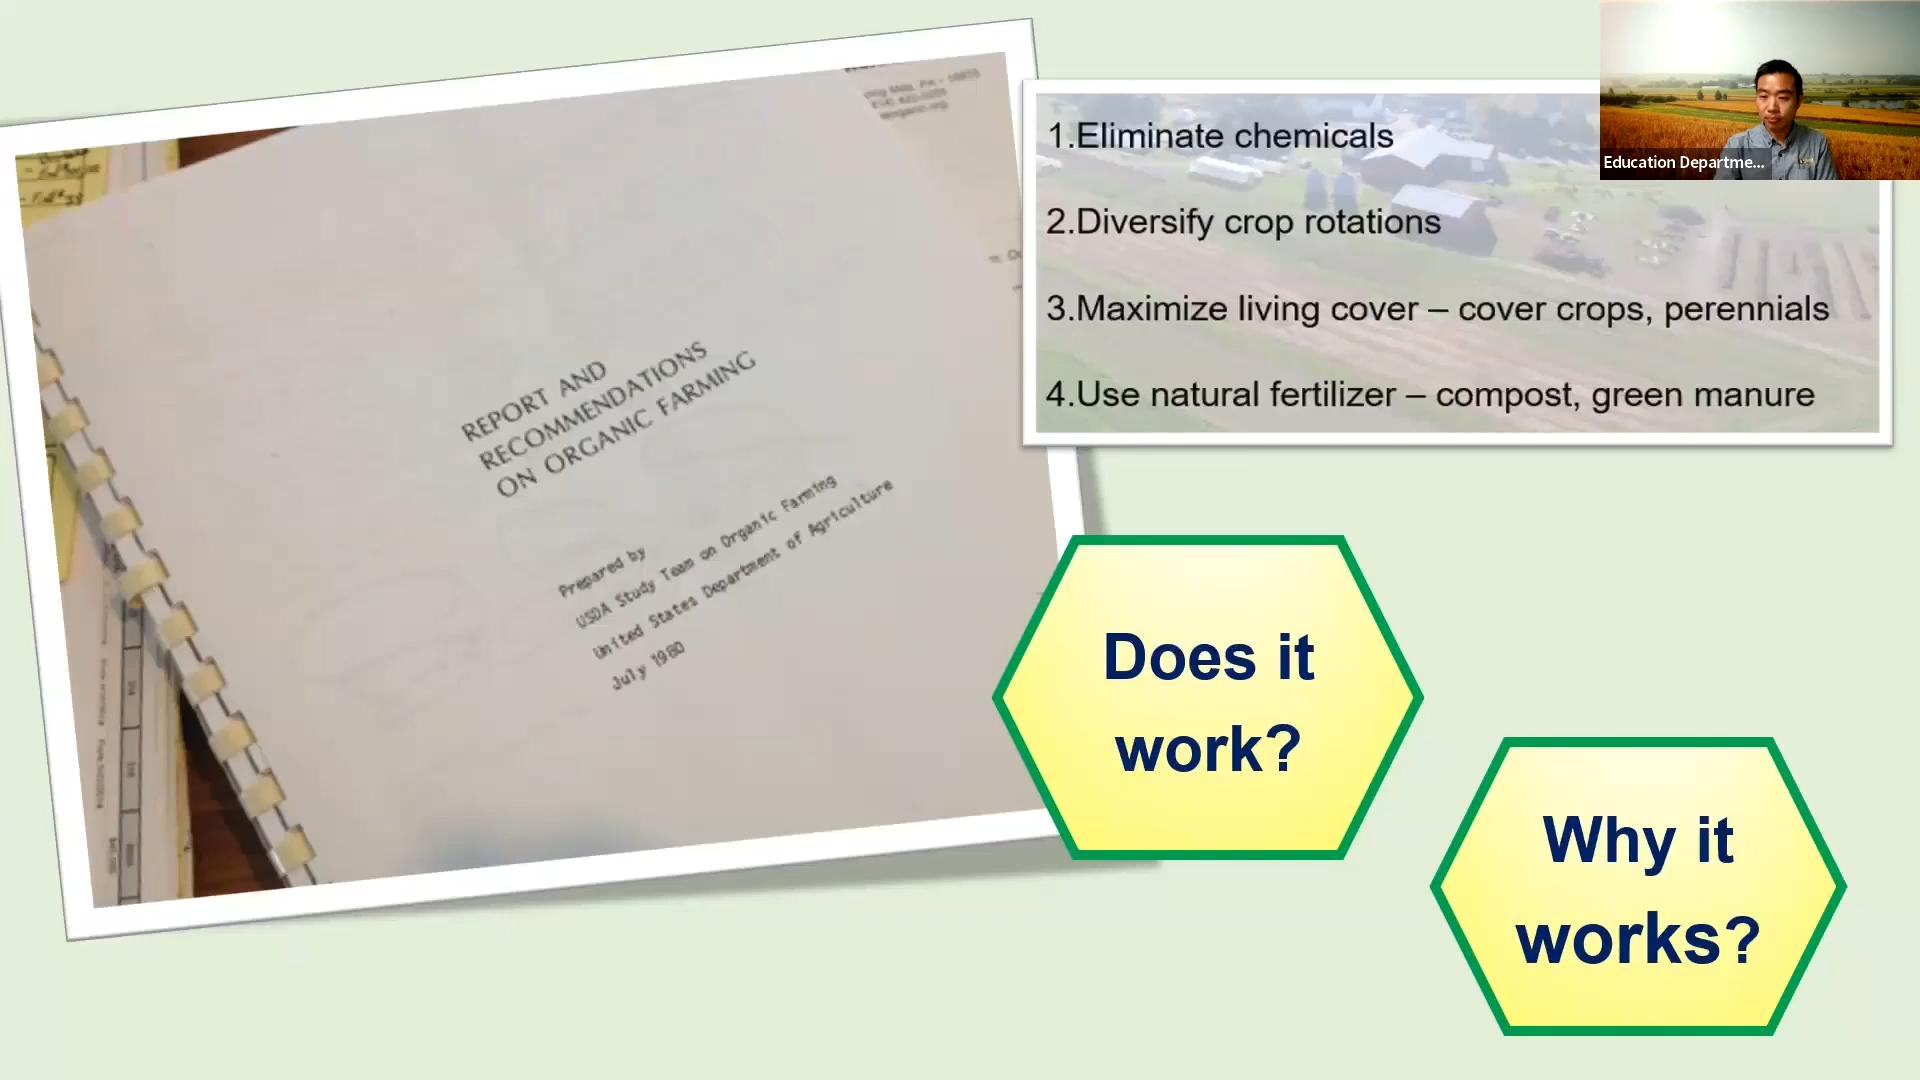 REPORT AND
RECOMMENDATIONS
ON ORGANIC FARMING
Prepared by
USDA Study Team on Organic Farming
United States Department of Agriculture
July 1980
1.Eliminate chemicals
2.Diversify crop rotations
3.Maximize living cover – cover crops, perennials
4.Use natural fertilizer – compost, green manure
Education Departme...
Does it
work?
Why it
works?